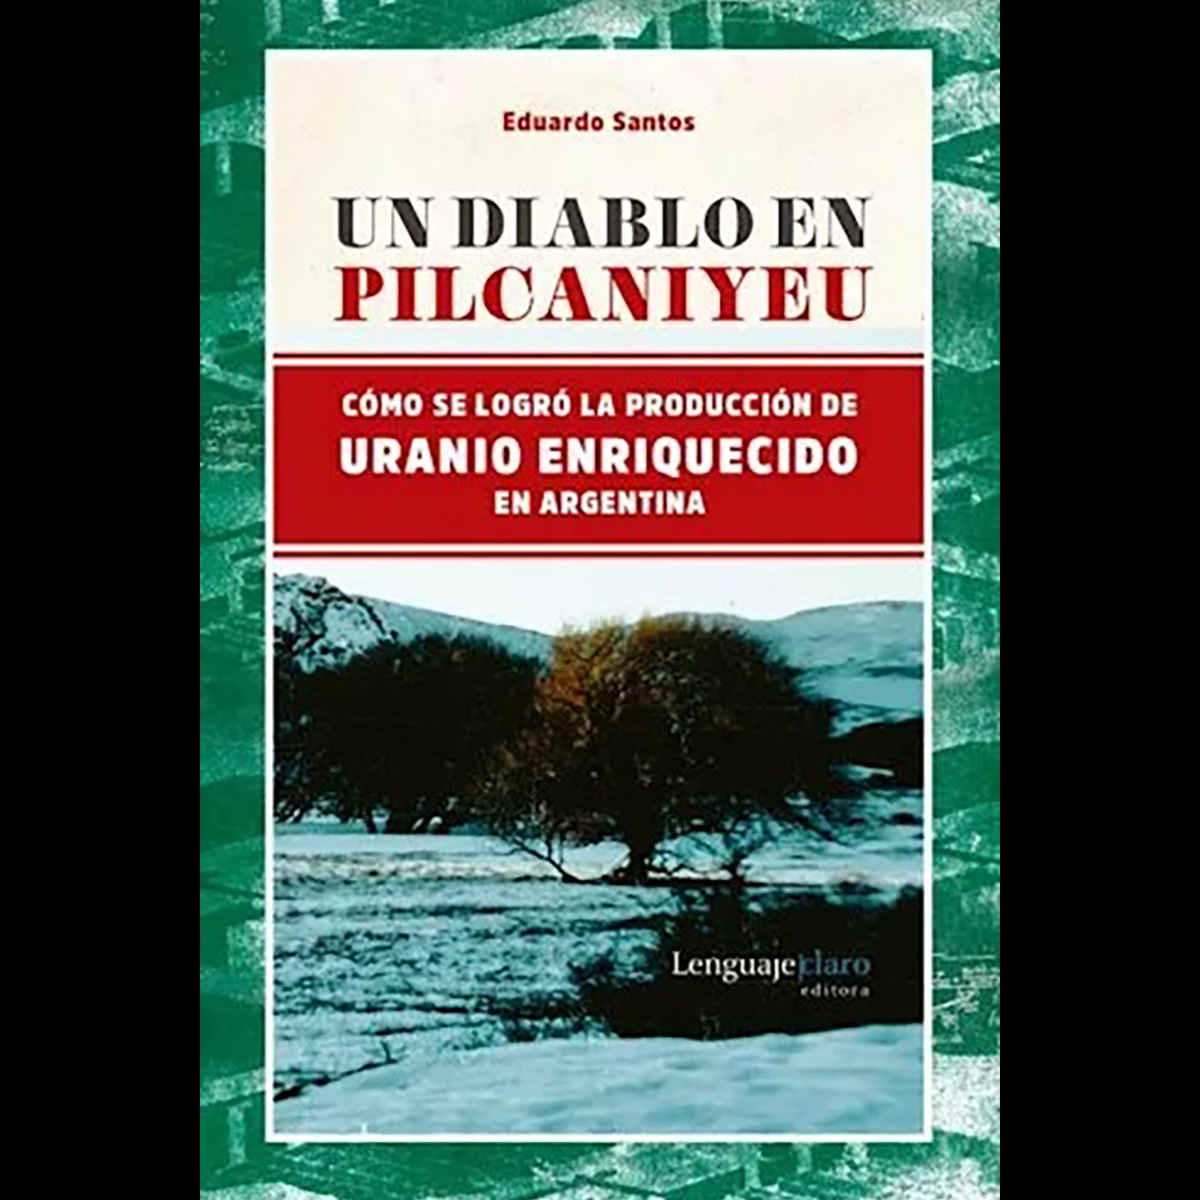 Eduardo Santos
UN DIABLO EN
PILCANIYEU
CÓMO SE LOGRÓ LA PRODUCCIÓN DE
URANIO ENRIQUECIDO
EN ARGENTINA
Lenguajeclaro
editora